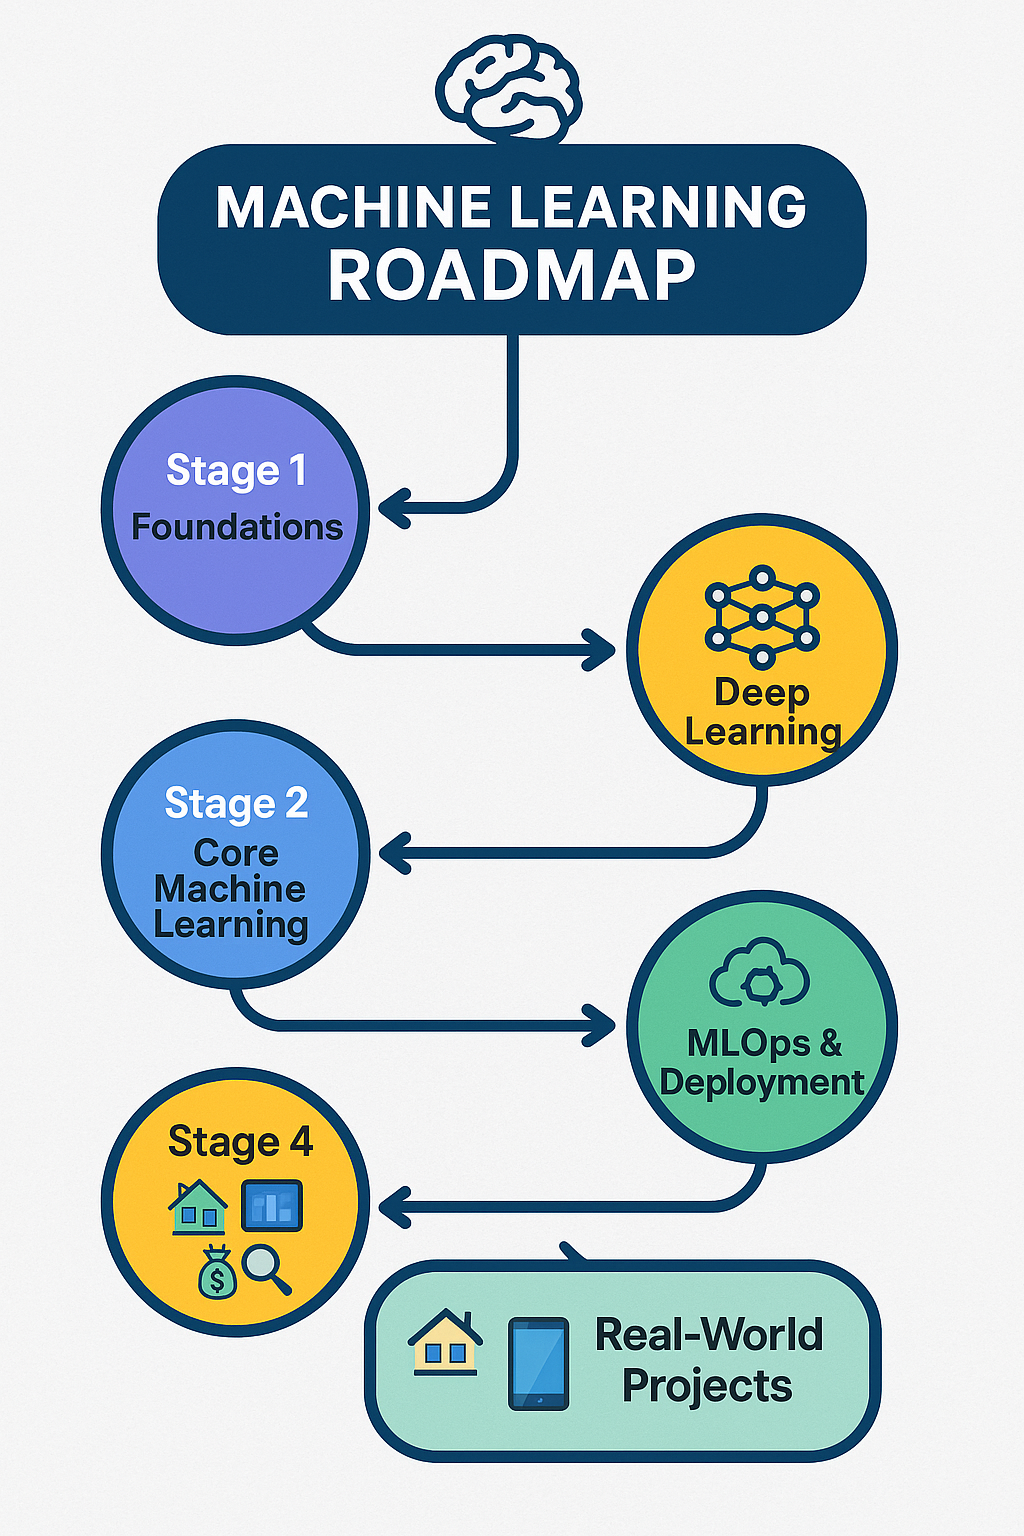 MACHINE LEARNING
ROADMAP
Stage 1
Foundations
Deep
Learning
Stage 2
Core
Machine
Learning
MLOps &
Deployment
Stage 4
$
Real-World
Projects